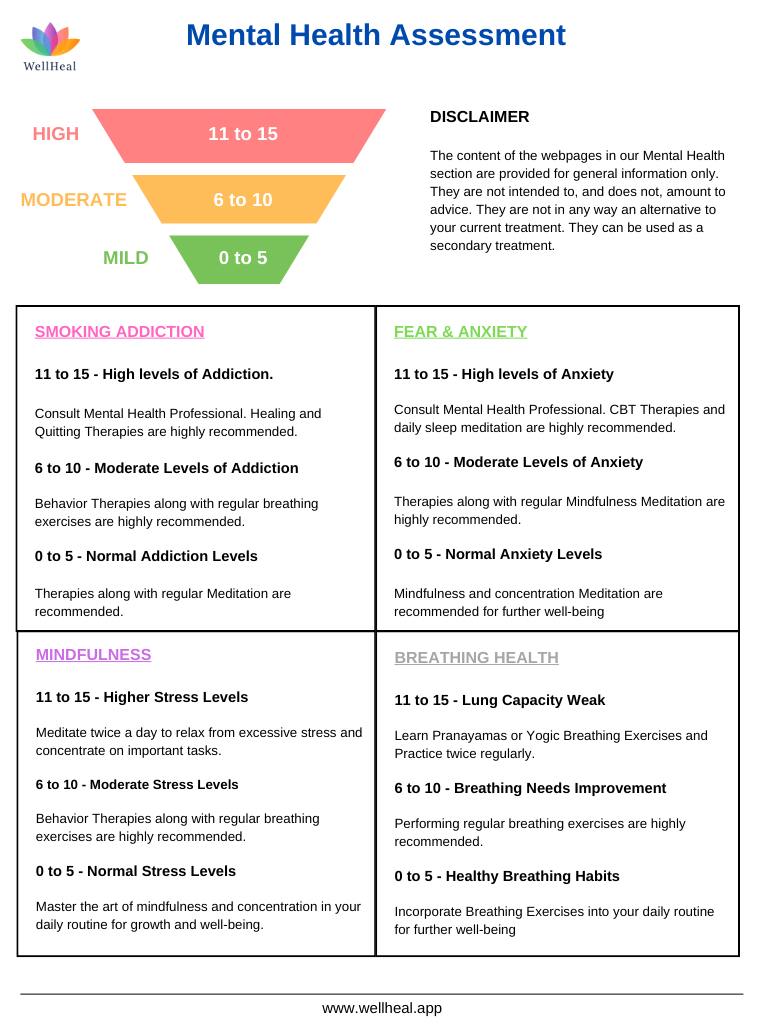 Mental Health Assessment
WellHeal
HIGH
11 to 15
MODERATE
6 to 10
MILD
0 to 5
DISCLAIMER
The content of the webpages in our Mental Health
section are provided for general information only.
They are not intended to, and does not, amount to
advice. They are not in any way an alternative to
your current treatment. They can be used as a
secondary treatment.
SMOKING ADDICTION
11 to 15 - High levels of Addiction.
Consult Mental Health Professional. Healing and
Quitting Therapies are highly recommended.
6 to 10 - Moderate Levels of Addiction
Behavior Therapies along with regular breathing
exercises are highly recommended.
0 to 5 - Normal Addiction Levels
Therapies along with regular Meditation are
recommended.
FEAR & ANXIETY
11 to 15 - High levels of Anxiety
Consult Mental Health Professional. CBT Therapies and
daily sleep meditation are highly recommended.
6 to 10 - Moderate Levels of Anxiety
Therapies along with regular Mindfulness Meditation are
highly recommended.
0 to 5 - Normal Anxiety Levels
Mindfulness and concentration Meditation are
recommended for further well-being
MINDFULNESS
11 to 15 - Higher Stress Levels
Meditate twice a day to relax from excessive stress and
concentrate on important tasks.
6 to 10 - Moderate Stress Levels
Behavior Therapies along with regular breathing
exercises are highly recommended.
0 to 5 - Normal Stress Levels
Master the art of mindfulness and concentration in your
daily routine for growth and well-being.
BREATHING HEALTH
11 to 15 - Lung Capacity Weak
Learn Pranayamas or Yogic Breathing Exercises and
Practice twice regularly.
6 to 10 - Breathing Needs Improvement
Performing regular breathing exercises are highly
recommended.
0 to 5 - Healthy Breathing Habits
Incorporate Breathing Exercises into your daily routine
for further well-being
www.wellheal.app